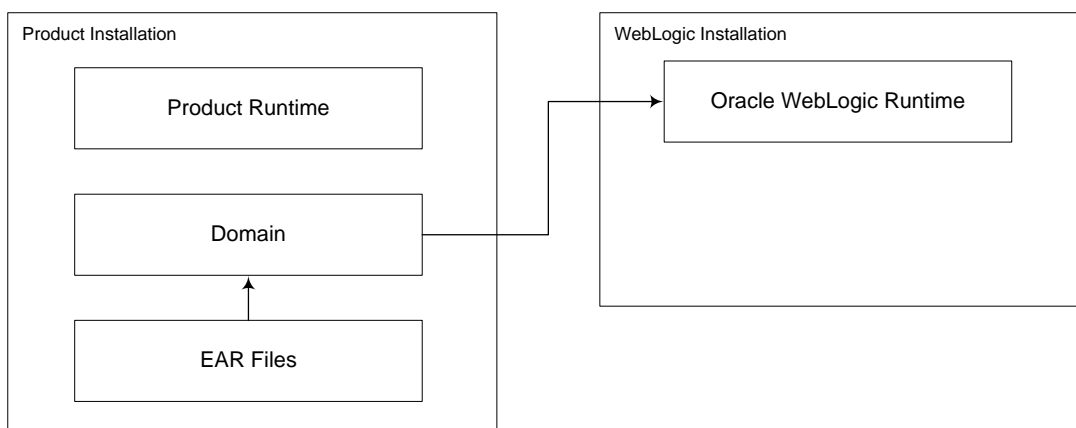 Product Installation
Product Runtime
Domain
EAR Files
WebLogic Installation
Oracle WebLogic Runtime